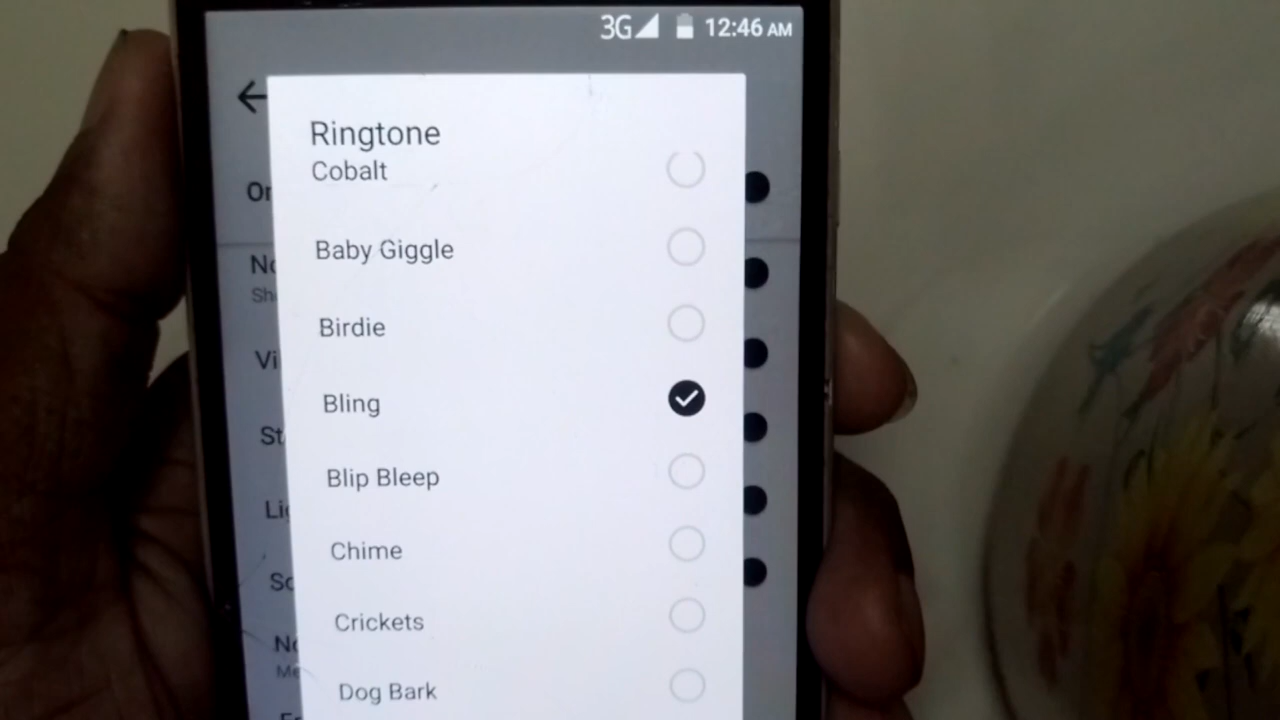 3G 12:46 AM
Ringtone
Cobalt
Baby Giggle
Birdie
Bling
Blip Bleep
Chime
Crickets
Dog Bark